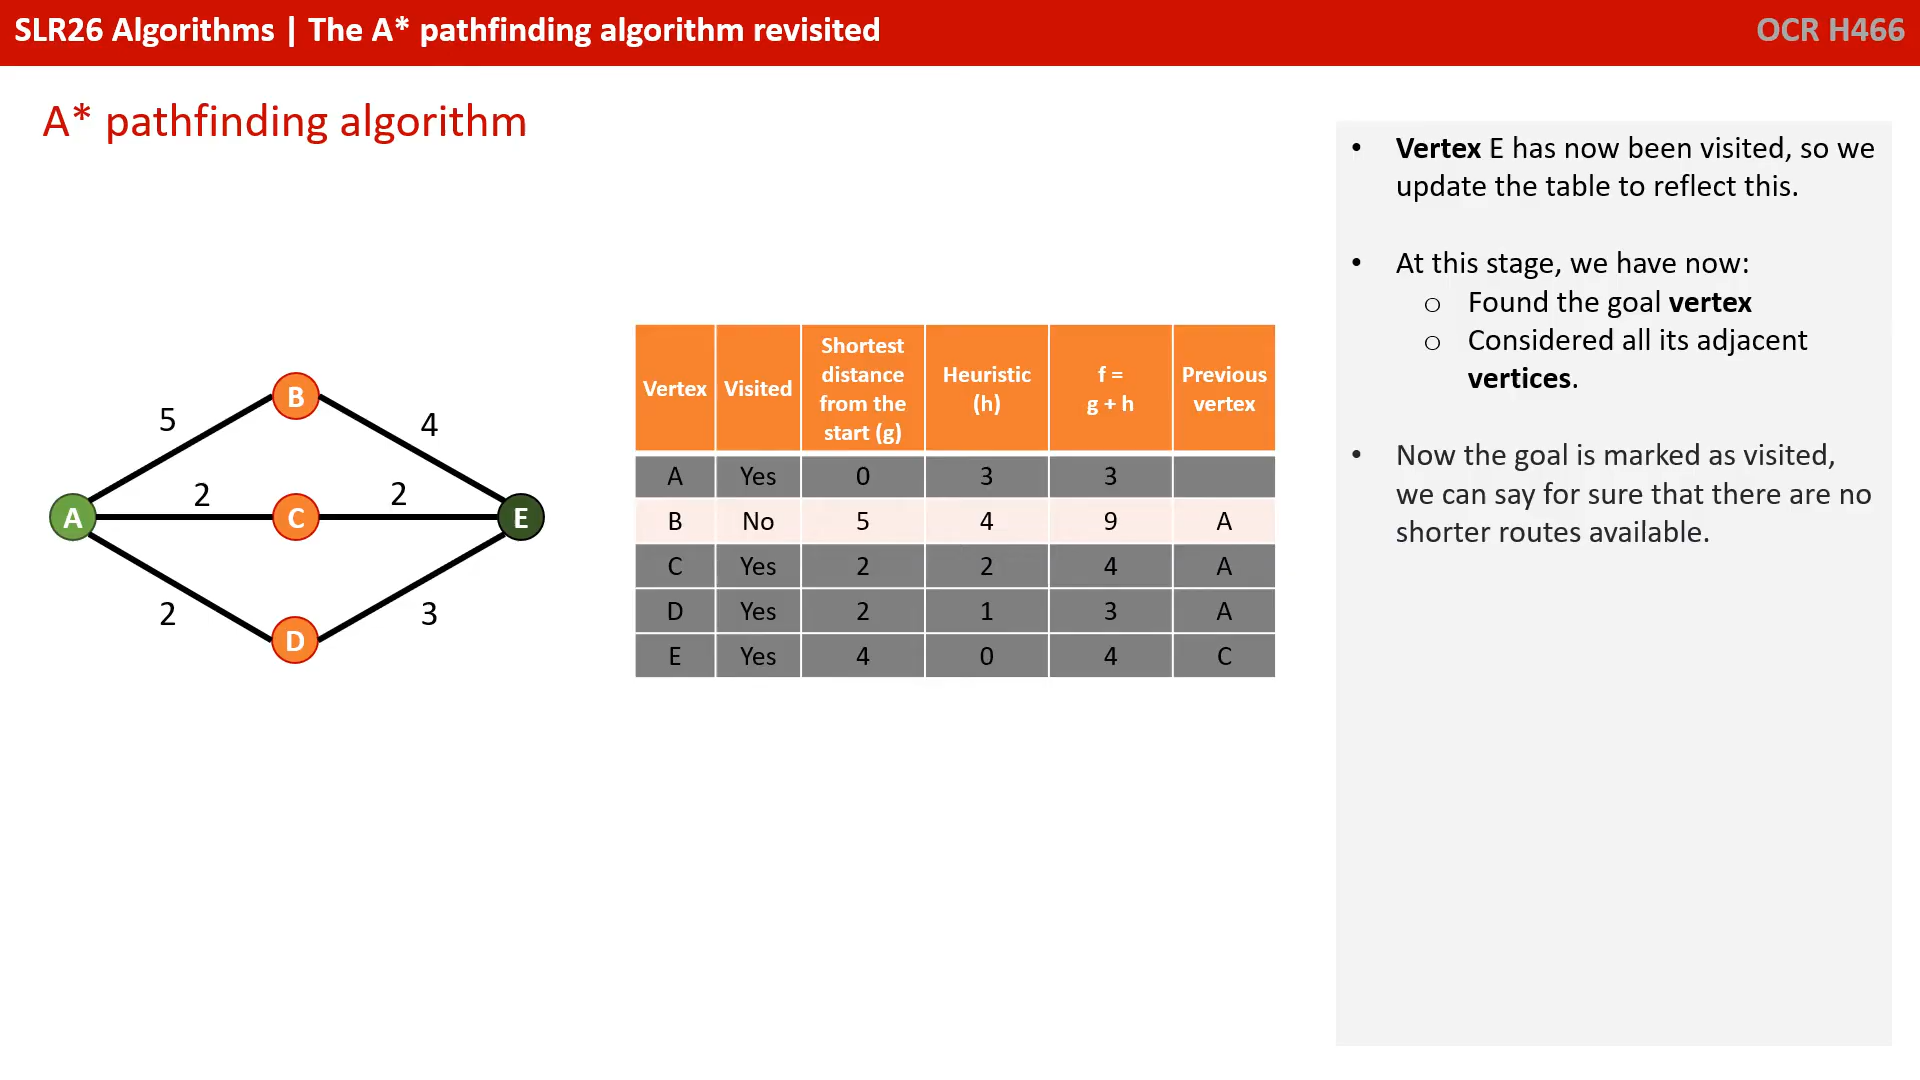 SLR26 Algorithms | The A* pathfinding algorithm revisited
OCR H466
A* pathfinding algorithm
B
5
4
A
2
C
2
E
2
3
D
Vertex Visited Shortest distance from the start (g) Heuristic (h) f = g + h Previous vertex
A Yes 0 3 3
B No 5 4 9 A
C Yes 2 2 4 A
D Yes 2 1 3 A
E Yes 4 0 4 C
• Vertex E has now been visited, so we
update the table to reflect this.
• At this stage, we have now:
o Found the goal vertex
o Considered all its adjacent
vertices.
• Now the goal is marked as visited,
we can say for sure that there are no
shorter routes available.